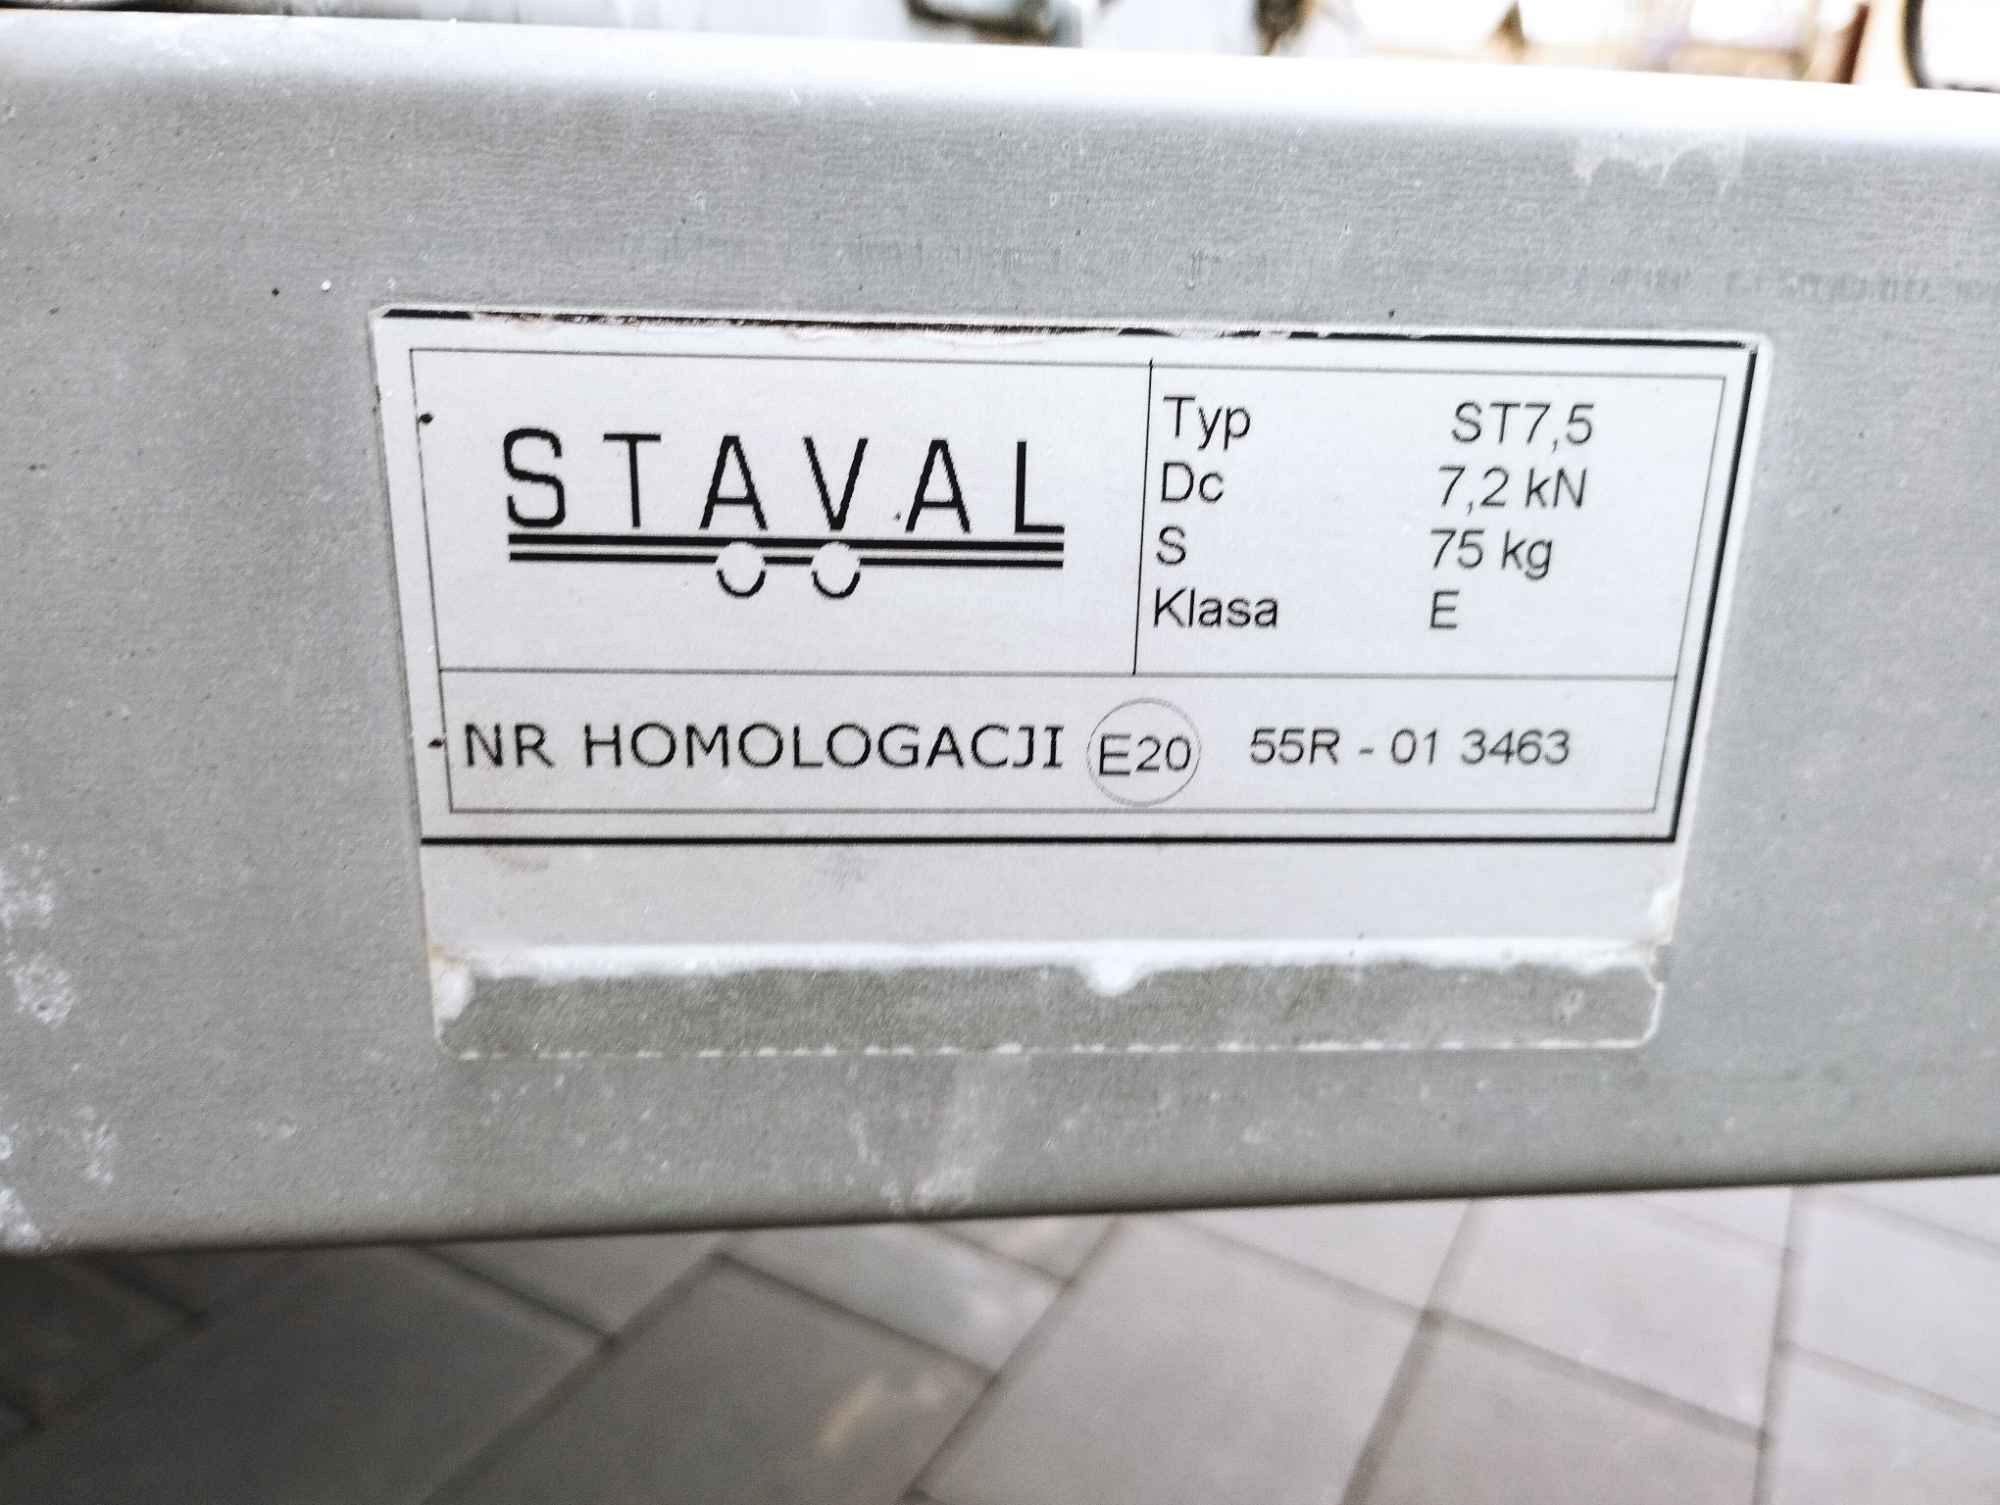 STAVAL
Typ ST7,5
Dc 7,2 kN
S 75 kg
Klasa E
NR HOMOLOGACJI E20 55R - 01 3463